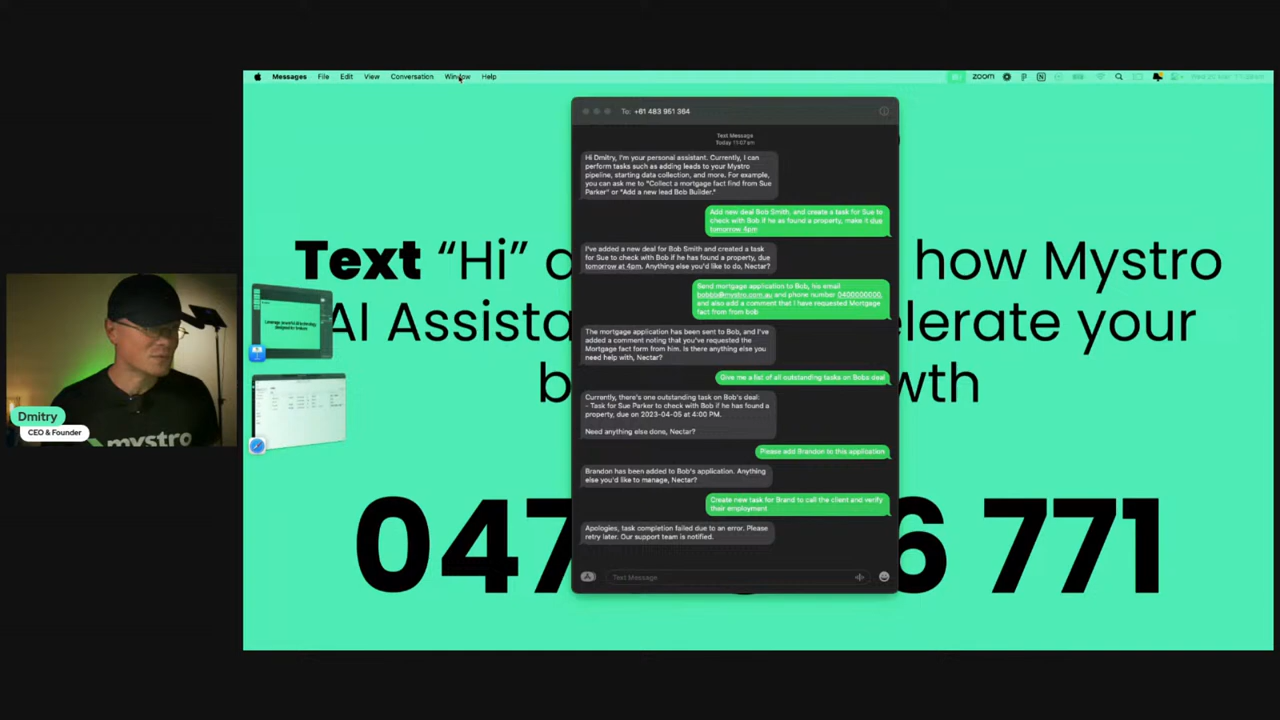 Messages File Edit View Conversation Window Help
zoom
To: +61 483 951 364
Text Message
Today 11:07am
Hi Dmitry, I'm your personal assistant. Currently, I can
perform tasks such as adding leads to your Mystro
pipeline, starting data collection, and more. For example,
you can ask me to "Collect a mortgage fact find from Sue
Parker" or "Add a new lead Bob Builder."
Add new deal Bob Smith, and create a task for Sue to
check with Bob if he as found a property, make it due
tomorrow 4pm
I've added a new deal for Bob Smith and created a task
for Sue to check with Bob if he has found a property, due
tomorrow at 4pm. Anything else you'd like to do, Nectar?
Send mortgage application to Bob, his email
bobbb@mystro.com.au and phone number 0400000000,
and also add a comment that I have requested Mortgage
fact from from bob
The mortgage application has been sent to Bob, and I've
added a comment noting that you've requested the
Mortgage fact form from him. Is there anything else you
need help with, Nectar?
Give me a list of all outstanding tasks on Bobs deal
Currently, there's one outstanding task on Bob's deal:
- Task for Sue Parker to check with Bob if he has found a
property, due on 2023-04-05 at 4:00 PM.
Need anything else done, Nectar?
Please add Brandon to this application
Brandon has been added to Bob's application. Anything
else you'd like to manage, Nectar?
Create new task for Brand to call the client and verify
their employment
Apologies, task completion failed due to an error. Please
retry later. Our support team is notified.
Text Message
Text "Hi" how Mystro
AI Assista elerate your
b wth
047 6 771
Dmitry
CEO & Founder
mystro